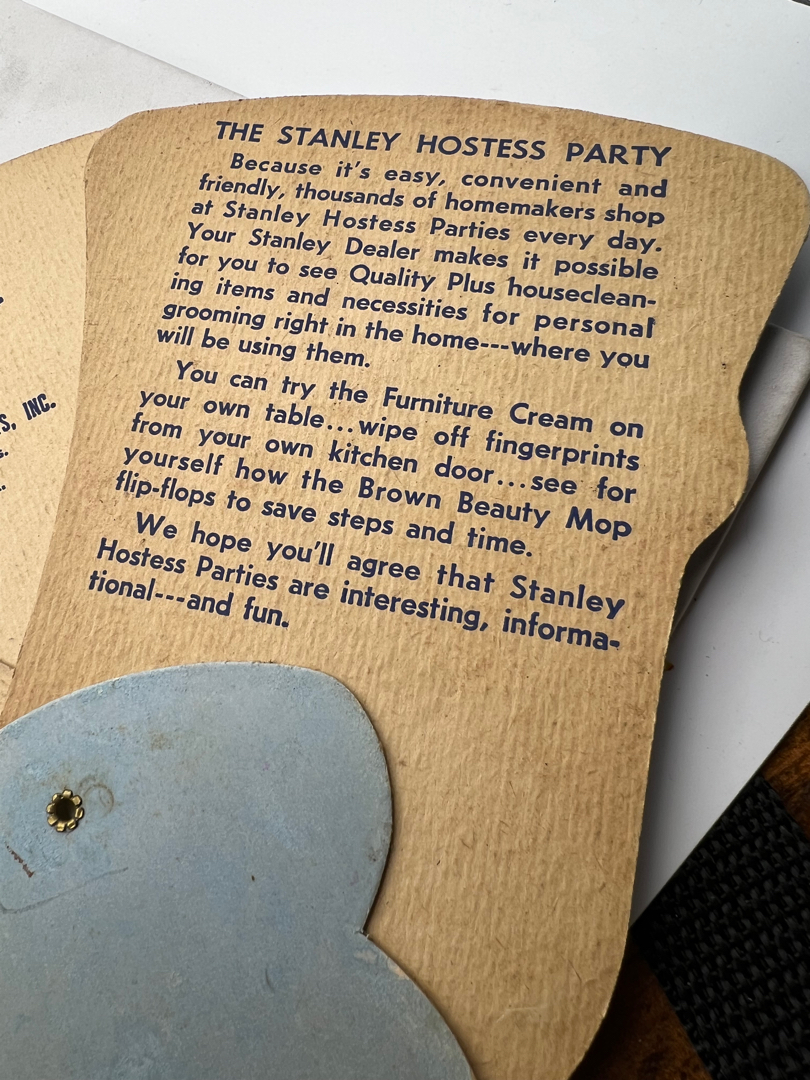 THE STANLEY HOSTESS PARTY
Because it's easy, convenient and
friendly, thousands of homemakers shop
at Stanley Hostess Parties every day.
Your Stanley Dealer makes it possible
for you to see Quality Plus houseclean-
ing items and necessities for personal
grooming right in the home---where you
will be using them.
You can try the Furniture Cream on
your own table...wipe off fingerprints
from your own kitchen door...see for
yourself how the Brown Beauty Mop
flip-flops to save steps and time.
We hope you'll agree that Stanley
Hostess Parties are interesting, informa-
tional---and fun.
INC.